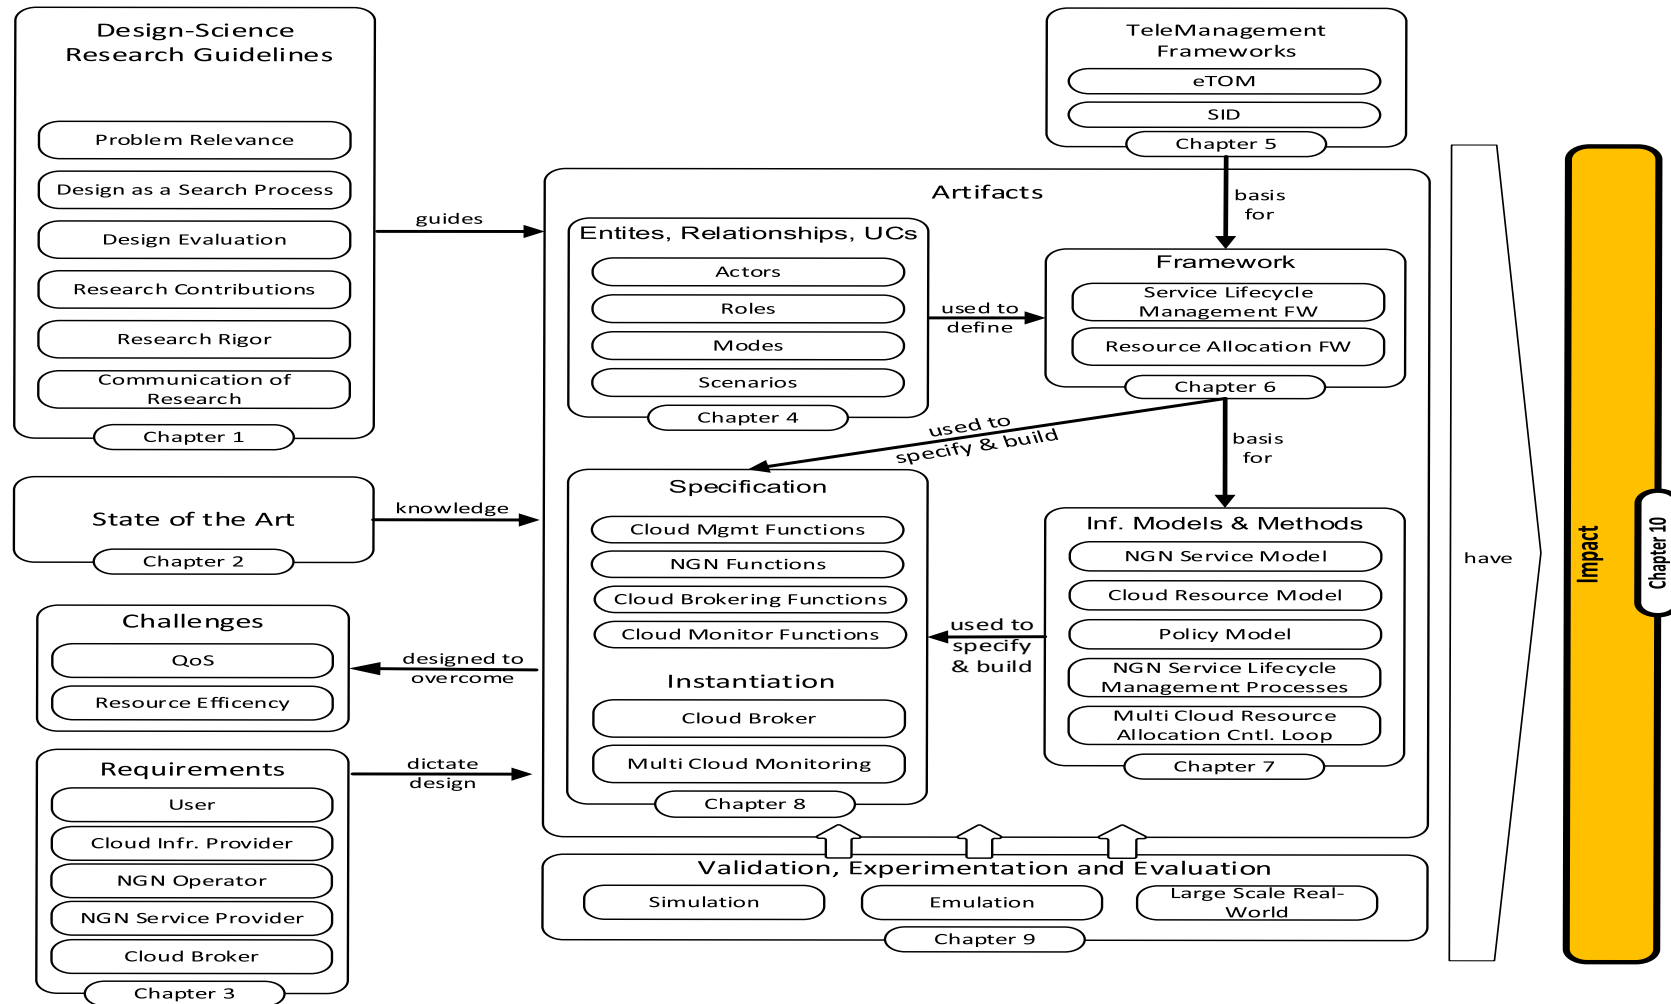 Design-Science
Research Guidelines
Problem Relevance
Design as a Search Process
Design Evaluation
Research Contributions
Research Rigor
Communication of
Research
Chapter 1
State of the Art
Chapter 2
Challenges
QoS
Resource Efficency
Requirements
User
Cloud Infr. Provider
NGN Operator
NGN Service Provider
Cloud Broker
Chapter 3
guides
knowledge
designed to
overcome
dictate
design
TeleManagement
Frameworks
eTOM
SID
Chapter 5
basis
for
Artifacts
Entites, Relationships, UCs
Actors
Roles
Modes
Scenarios
Chapter 4
used to
define
Framework
Service Lifecycle
Management FW
Resource Allocation FW
Chapter 6
used to
specify & build
basis
for
Specification
Cloud Mgmt Functions
NGN Functions
Cloud Brokering Functions
Cloud Monitor Functions
Instantiation
Cloud Broker
Multi Cloud Monitoring
Chapter 8
used to
specify
& build
Inf. Models & Methods
NGN Service Model
Cloud Resource Model
Policy Model
NGN Service Lifecycle
Management Processes
Multi Cloud Resource
Allocation Cntl. Loop
Chapter 7
Validation, Experimentation and Evaluation
Simulation
Emulation
Large Scale Real-
World
Chapter 9
have
Impact
Chapter 10